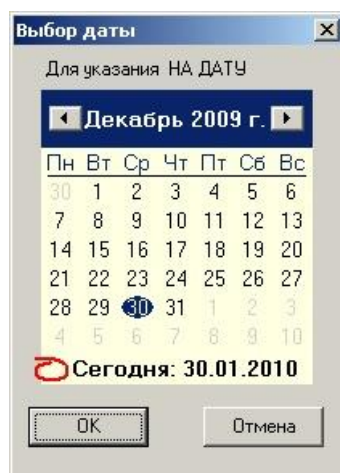 Выбор даты
Для указания НА ДАТУ
Декабрь 2009 г.
Пн Вт Ср Чт Пт Сб Вс
30 1 2 3 4 5 6
7 8 9 10 11 12 13
14 15 16 17 18 19 20
21 22 23 24 25 26 27
28 29 30 31 1 2 3
4 5 6 7 8 9 10
Сегодня: 30.01.2010
ОК Отмена